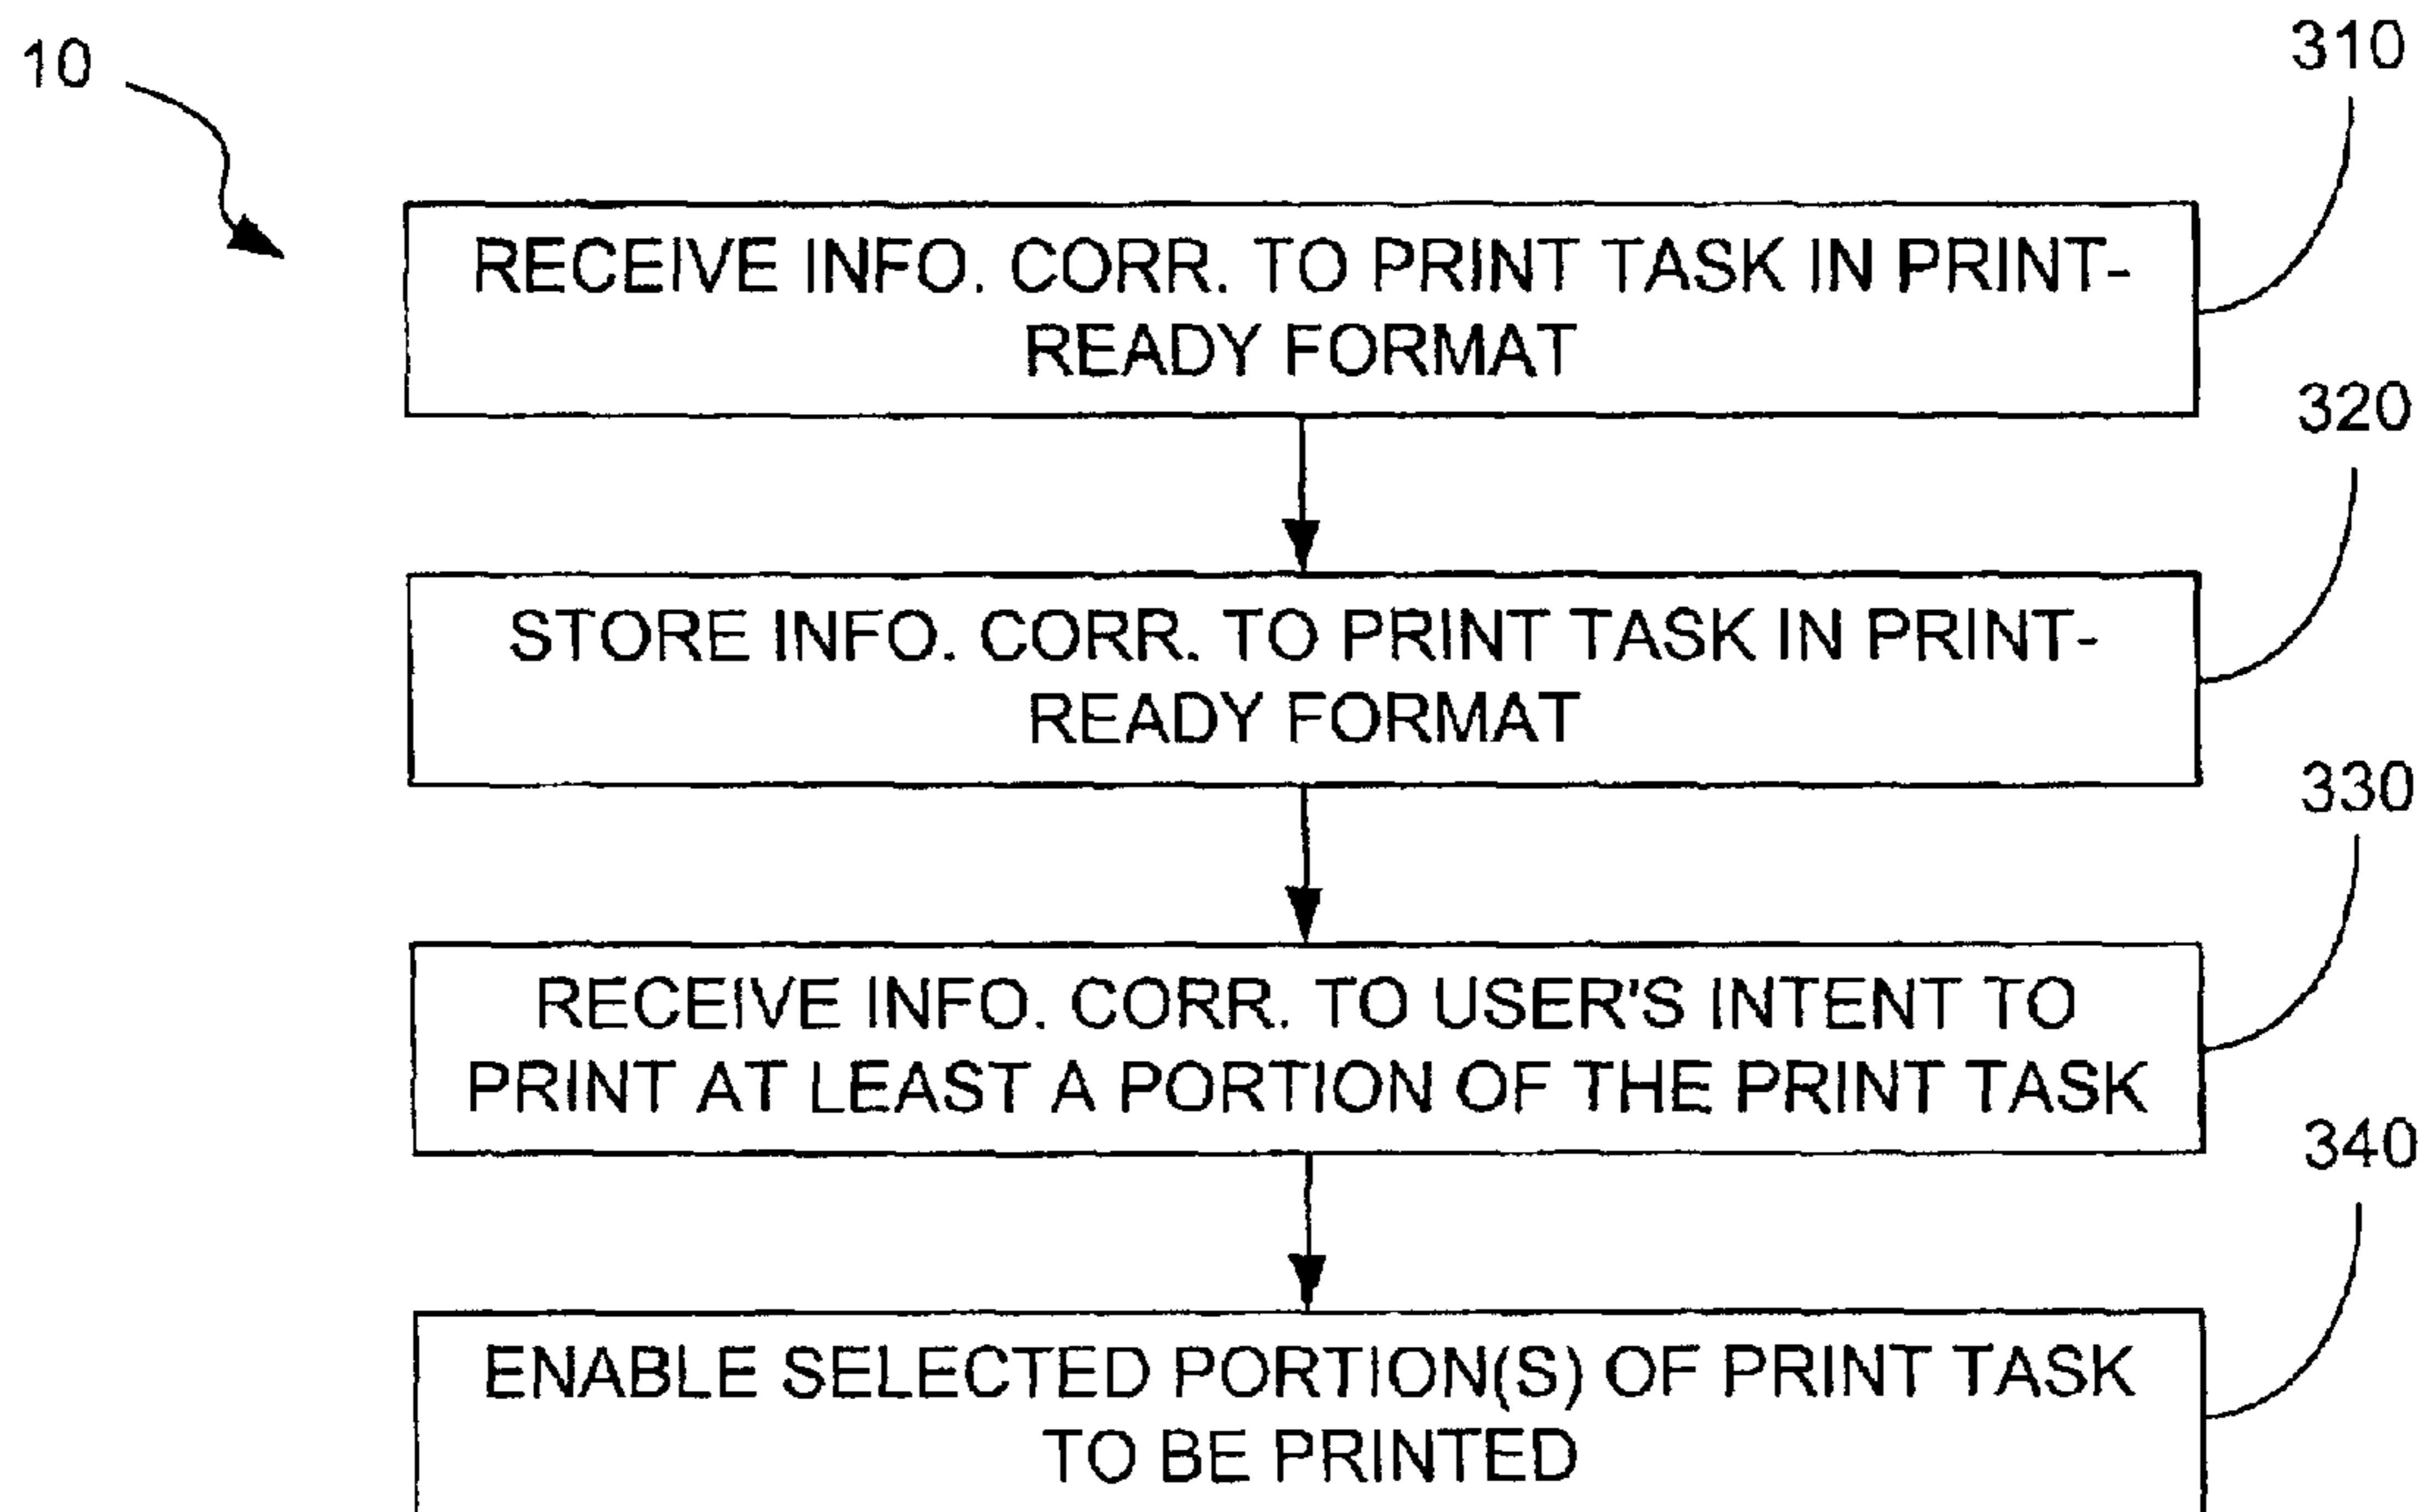 10
310
RECEIVE INFO. CORR. TO PRINT TASK IN PRINT-
READY FORMAT
320
STORE INFO. CORR. TO PRINT TASK IN PRINT-
READY FORMAT
330
RECEIVE INFO. CORR. TO USER'S INTENT TO
PRINT AT LEAST A PORTION OF THE PRINT TASK
340
ENABLE SELECTED PORTION(S) OF PRINT TASK
TO BE PRINTED